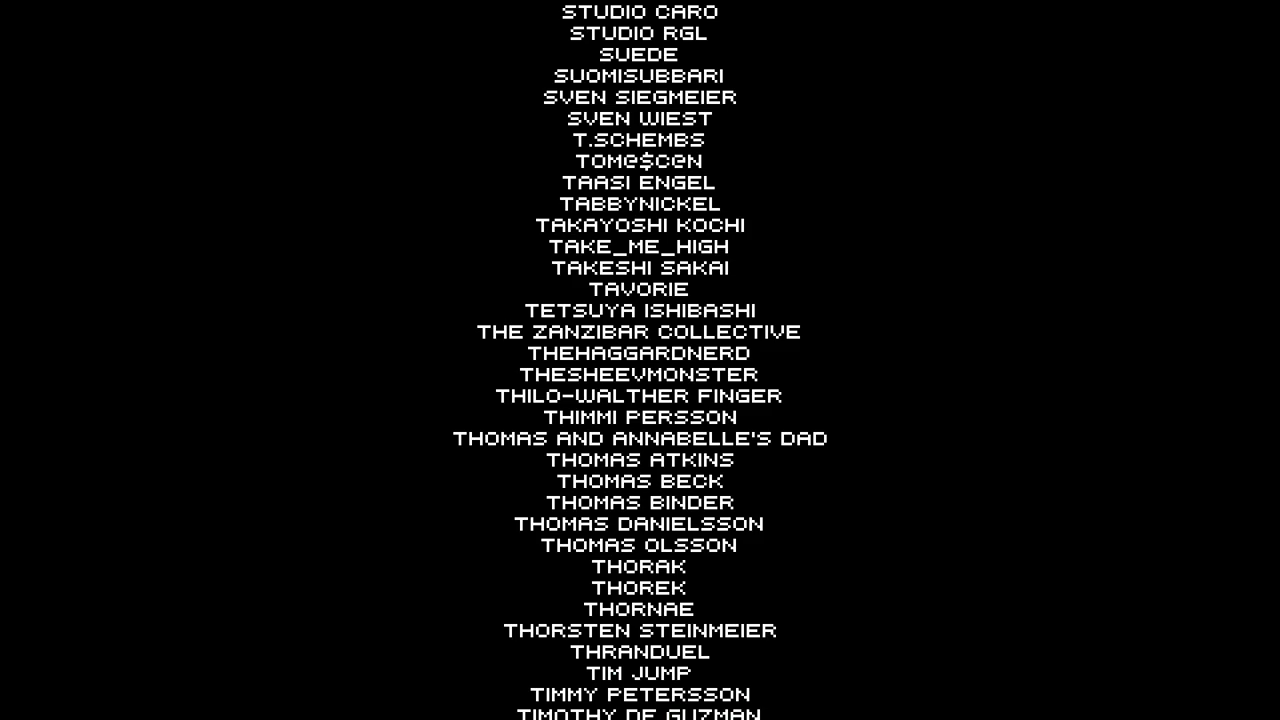 STUDIO CARO
STUDIO RGL
SUEDE
SUOMISUBBARI
SVEN SIEGMEIER
SVEN WIEST
T.SCHEMBS
TOM@$C@N
TAASI ENGEL
TABBYNICKEL
TAKAYOSHI KOCHI
TAKE_ME_HIGH
TAKESHI SAKAI
TAVORIE
TETSUYA ISHIBASHI
THE ZANZIBAR COLLECTIVE
THEHAGGARDNERD
THESHEEVMONSTER
THILO-WALTHER FINGER
THIMMI PERSSON
THOMAS AND ANNABELLE'S DAD
THOMAS ATKINS
THOMAS BECK
THOMAS BINDER
THOMAS DANIELSSON
THOMAS OLSSON
THORAK
THOREK
THORNAE
THORSTEN STEINMEIER
THRANDUEL
TIM JUMP
TIMMY PETERSSON
TIMOTHY DE GUZMAN